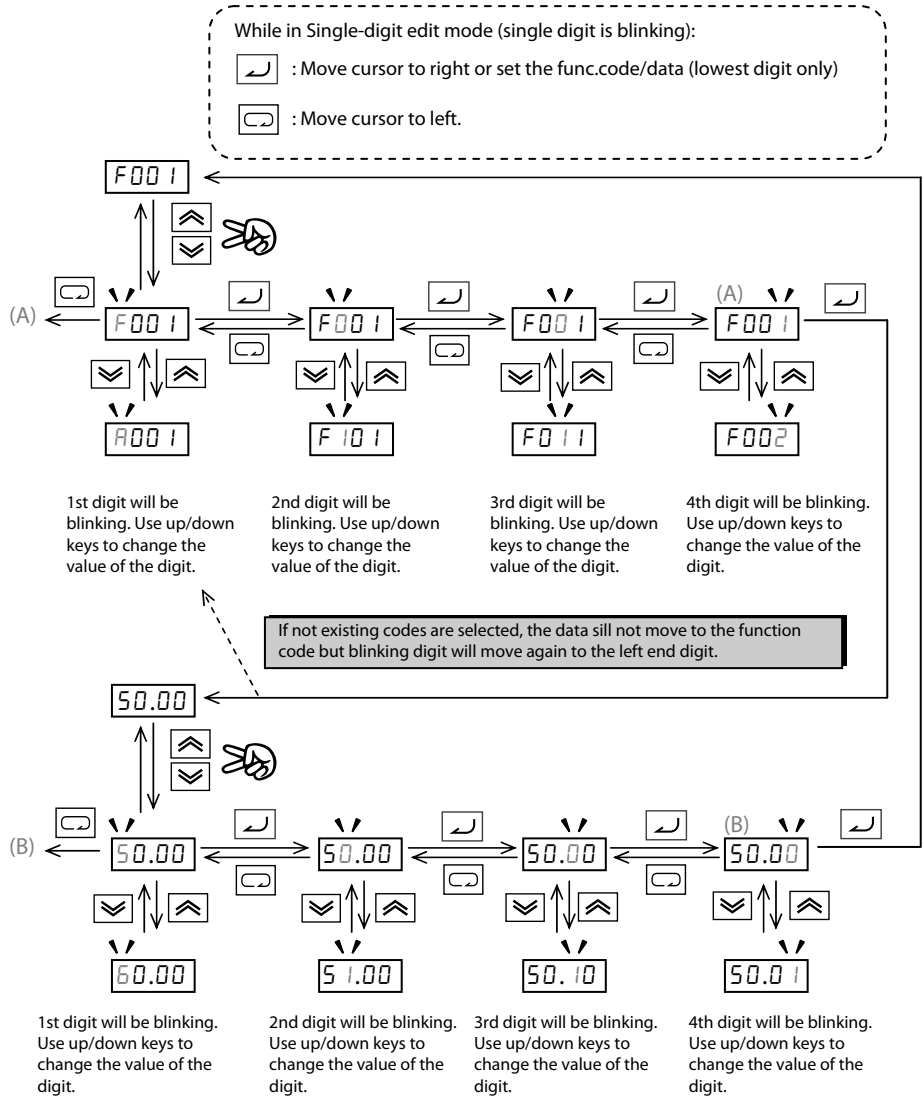 While in Single-digit edit mode (single digit is blinking):
: Move cursor to right or set the func.code/data (lowest digit only)
: Move cursor to left.
F001
(A)
F001
F001
F001
(A)
F001
A001
F101
F011
F002
1st digit will be
blinking. Use up/down
keys to change the
value of the digit.
2nd digit will be
blinking. Use up/down
keys to change the
value of the digit.
3rd digit will be
blinking. Use up/down
keys to change the
value of the digit.
4th digit will be blinking.
Use up/down keys to
change the value of the
digit.
If not existing codes are selected, the data sill not move to the function
code but blinking digit will move again to the left end digit.
50.00
(B)
50.00
50.00
50.00
(B)
50.00
60.00
51.00
50.10
50.01
1st digit will be blinking.
Use up/down keys to
change the value of the
digit.
2nd digit will be blinking.
Use up/down keys to
change the value of the
digit.
3rd digit will be blinking.
Use up/down keys to
change the value of the
digit.
4th digit will be blinking.
Use up/down keys to
change the value of the
digit.